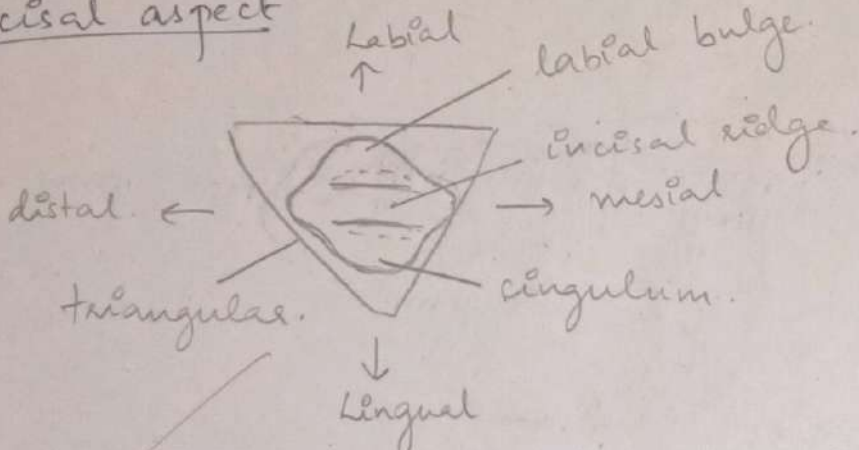 cisal aspect
Labial
labial bulge.
incisal ridge.
distal.
mesial
triangular.
cingulum.
Lingual